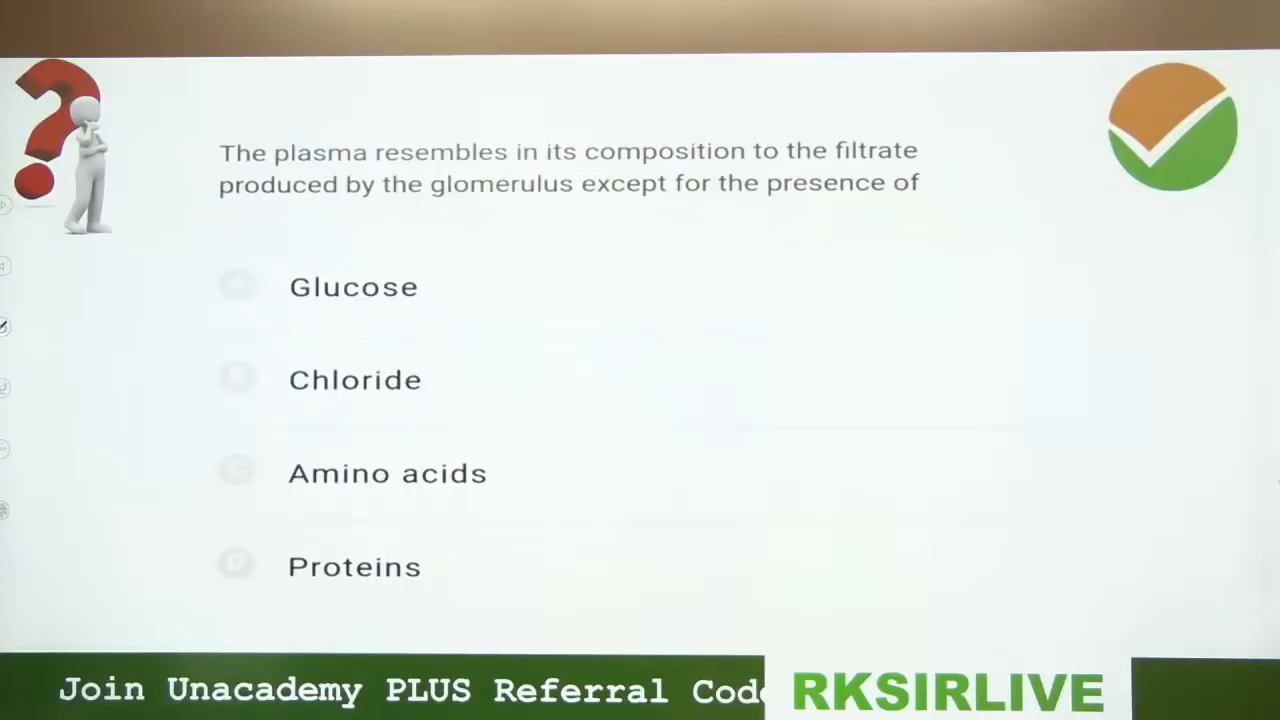 The plasma resembles in its composition to the filtrate
produced by the glomerulus except for the presence of
A Glucose
Chloride
C Amino acids
D Proteins
Join Unacademy PLUS Referral Code
RKSIRLIVE